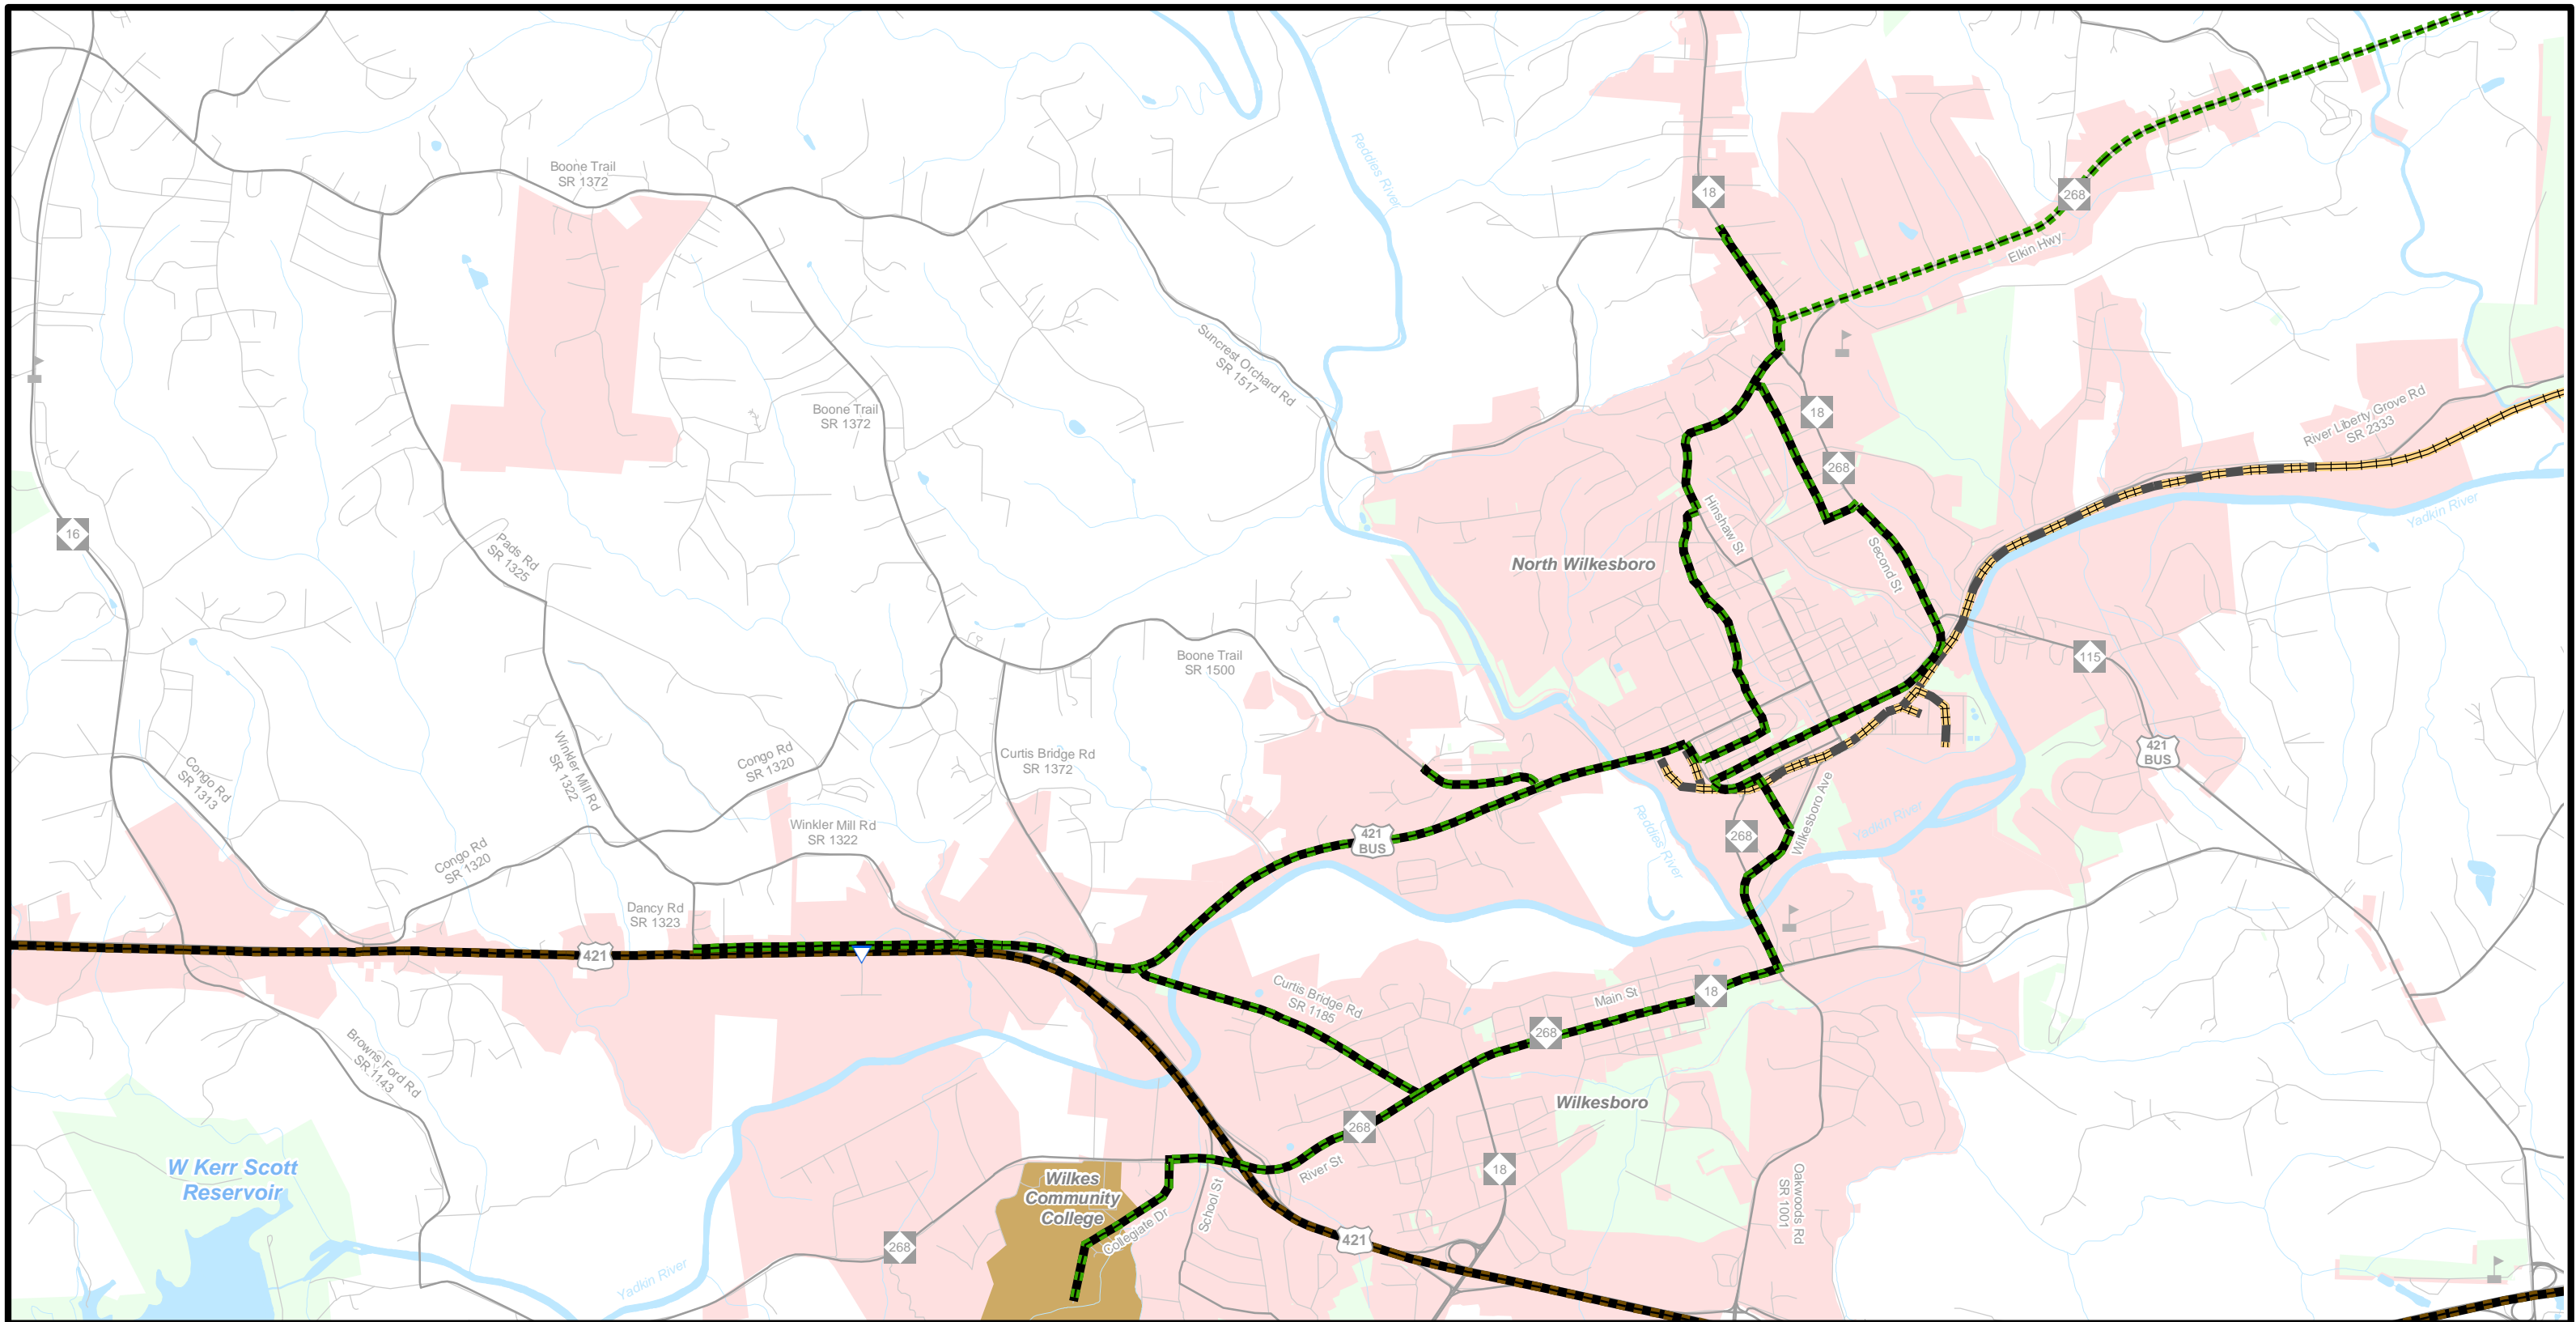 Boone Trail
SR 1372
18
268
Elkin Hwy
Reddies River
Suncrest Orchard Rd
SR 1517
Boone Trail
SR 1372
18
268
River Liberty Grove Rd
SR 2333
Yadkin River
16
Pads Rd
SR 1325
Hinshaw St
North Wilkesboro
Second St
115
Boone Trail
SR 1500
421
BUS
Congo Rd
SR 1313
Winkler Mill Rd
SR 1322
Congo Rd
SR 1320
Curtis Bridge Rd
SR 1372
Wilkesboro Ave
Yadkin River
Reddies River
268
421
BUS
Winkler Mill Rd
SR 1322
Congo Rd
SR 1320
Dancy Rd
SR 1323
421
Curtis Bridge Rd
SR 1185
Main St
18
268
Browns Ford Rd
SR 1143
Wilkesboro
268
W Kerr Scott
Reservoir
Wilkes
Community
College
River St
18
School St
Collegiate Dr
Oakwoods Rd
SR 1001
268
421
Yadkin River